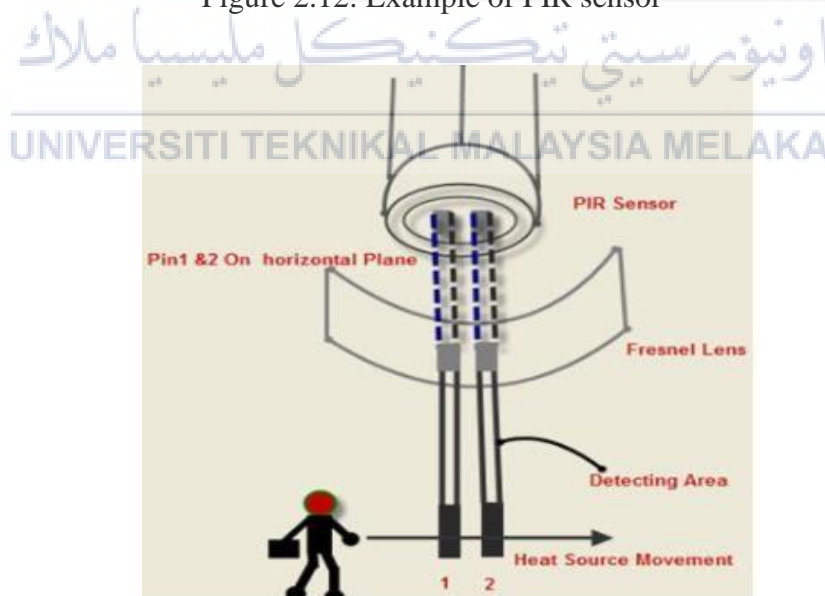 Figure 2.12: Example of PIR sensor
اونيۏرسيتي تيكنيكل مليسيا ملاك
UNIVERSITI TEKNIKAL MALAYSIA MELAKA
PIR Sensor
Pin1 &2 On horizontal Plane
Fresnel Lens
Detecting Area
Heat Source Movement
1 2